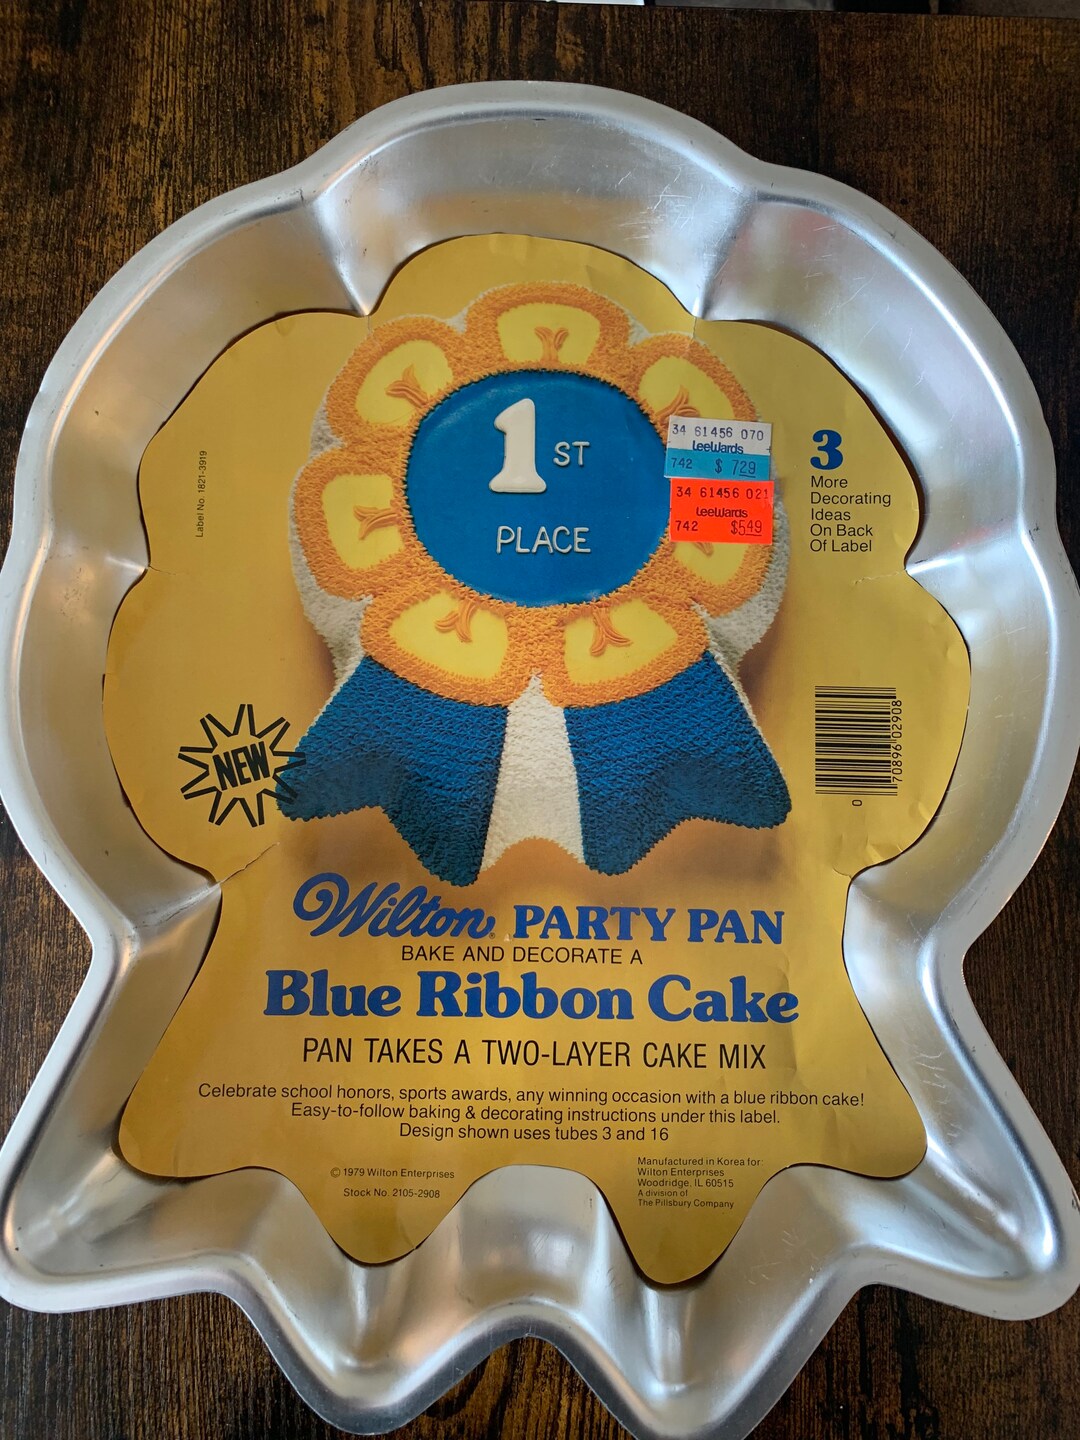 1 ST
PLACE
34 61456 070
LeeWards
742 $ 729
34 61456 021
LeeWards
742 $549
3
More
Decorating
Ideas
On Back
Of Label
Label No. 1821-3919
NEW
0 70896 02908
Wilton® PARTY PAN
BAKE AND DECORATE A
Blue Ribbon Cake
PAN TAKES A TWO-LAYER CAKE MIX
Celebrate school honors, sports awards, any winning occasion with a blue ribbon cake!
Easy-to-follow baking & decorating instructions under this label.
Design shown uses tubes 3 and 16
© 1979 Wilton Enterprises
Stock No. 2105-2908
Manufactured in Korea for:
Wilton Enterprises
Woodridge, IL 60515
A division of
The Pillsbury Company